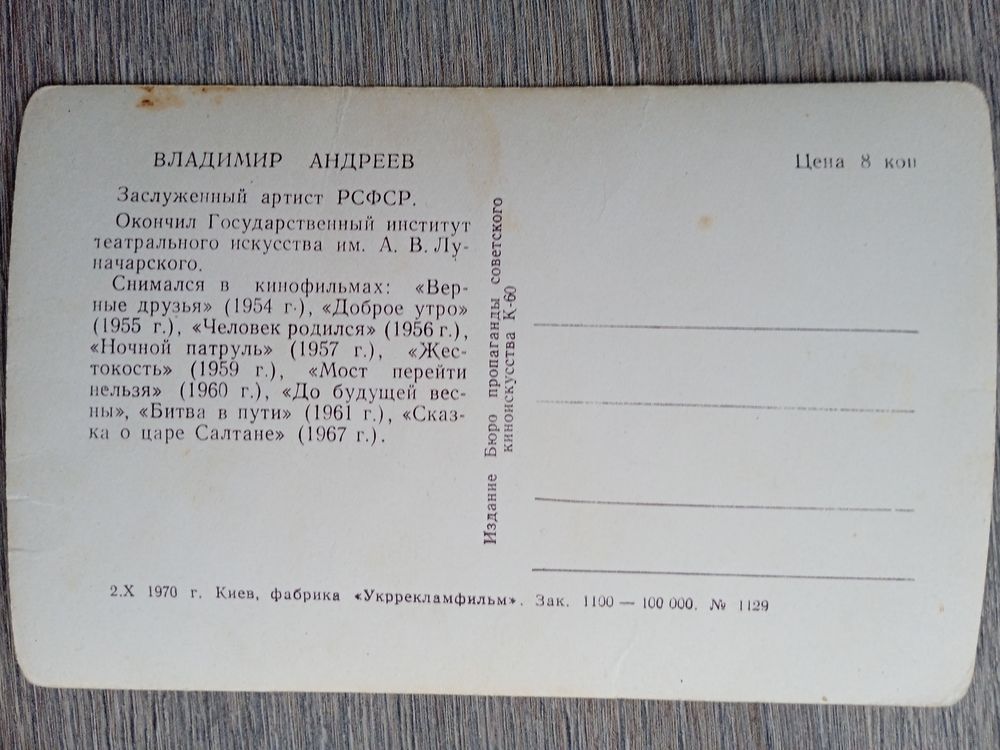 ВЛАДИМИР АНДРЕЕВ
Заслуженный артист РСФСР.
Окончил Государственный институт
театрального искусства им. А. В. Лу-
начарского.
Снимался в кинофильмах: «Вер-
ные друзья» (1954 г.), «Доброе утро»
(1955 г.), «Человек родился» (1956 г.),
«Ночной патруль» (1957 г.), «Жес-
токость» (1959 г.), «Мост перейти
нельзя» (1960 г.), «До будущей вес-
ны», «Битва в пути» (1961 г.), «Сказ-
ка о царе Салтане» (1967 г.).
Издание Бюро пропаганды советского
киноискусства К-60
Цена 8 коп
2.X 1970 г. Киев, фабрика «Укррекламфильм». Зак. 1100 — 100 000. № 1129